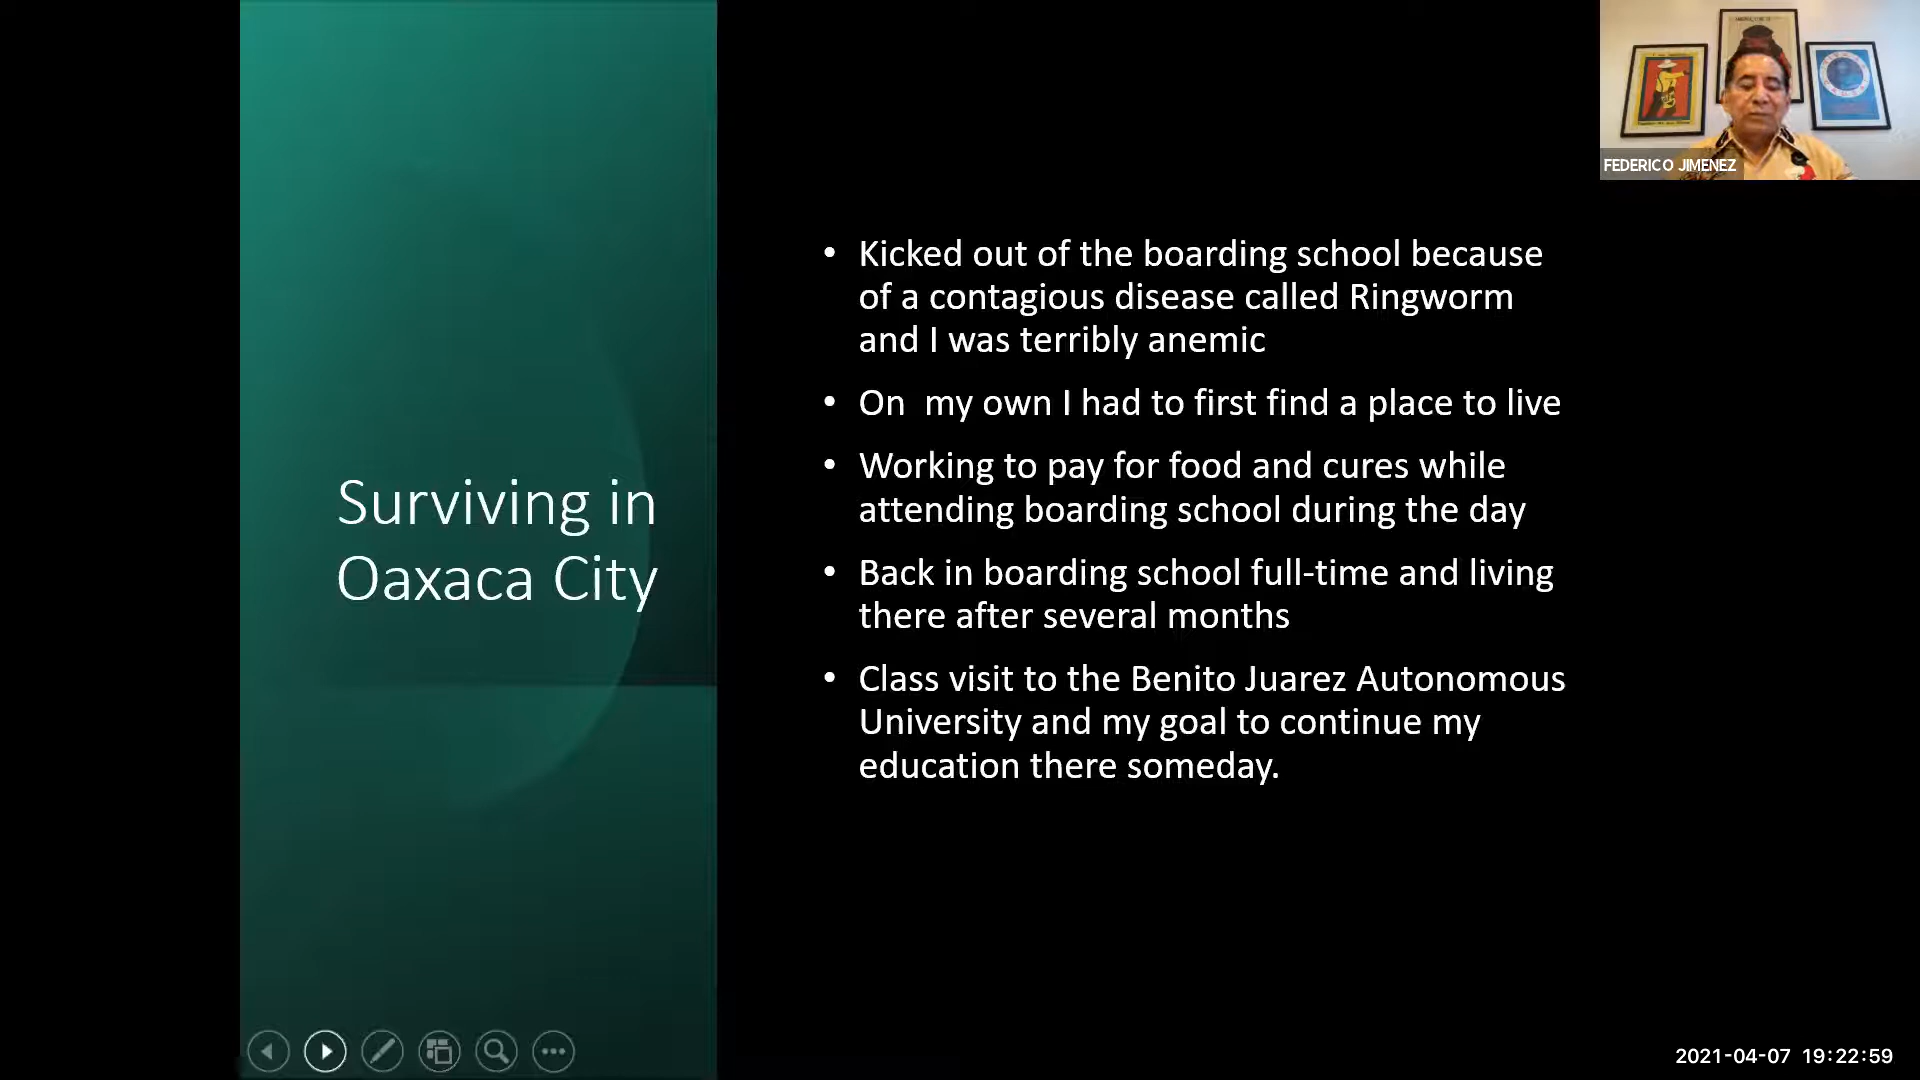 FEDERICO JIMENEZ
Surviving in
Oaxaca City
• Kicked out of the boarding school because
of a contagious disease called Ringworm
and I was terribly anemic
• On  my own I had to first find a place to live
• Working to pay for food and cures while
attending boarding school during the day
• Back in boarding school full-time and living
there after several months
• Class visit to the Benito Juarez Autonomous
University and my goal to continue my
education there someday.
2021-04-07 19:22:59